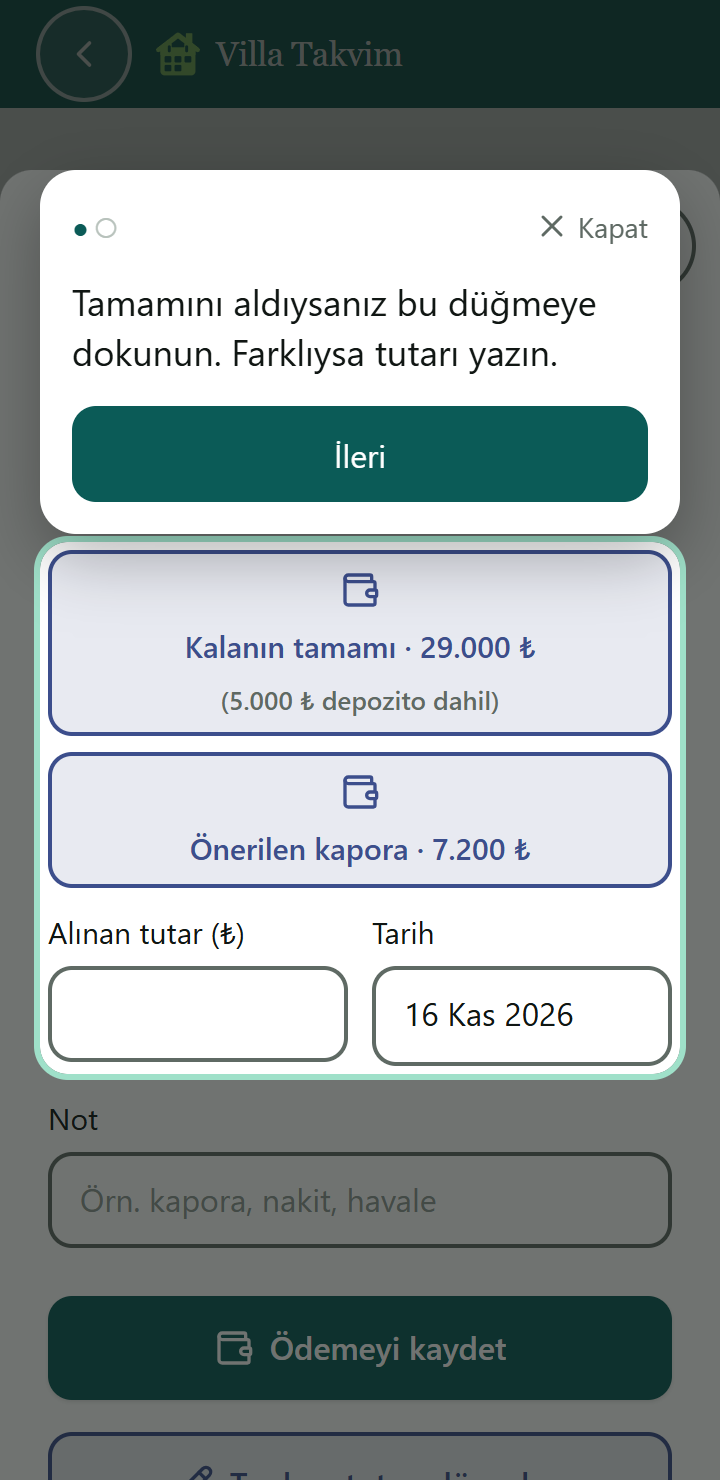 Villa Takvim
Kapat
Tamamını aldıysanız bu düğmeye
dokunun. Farklıysa tutarı yazın.
İleri
Kalanın tamamı · 29.000 ₺
(5.000 ₺ depozito dahil)
Önerilen kapora · 7.200 ₺
Alınan tutar (₺)
Tarih
16 Kas 2026
Not
Örn. kapora, nakit, havale
Ödemeyi kaydet